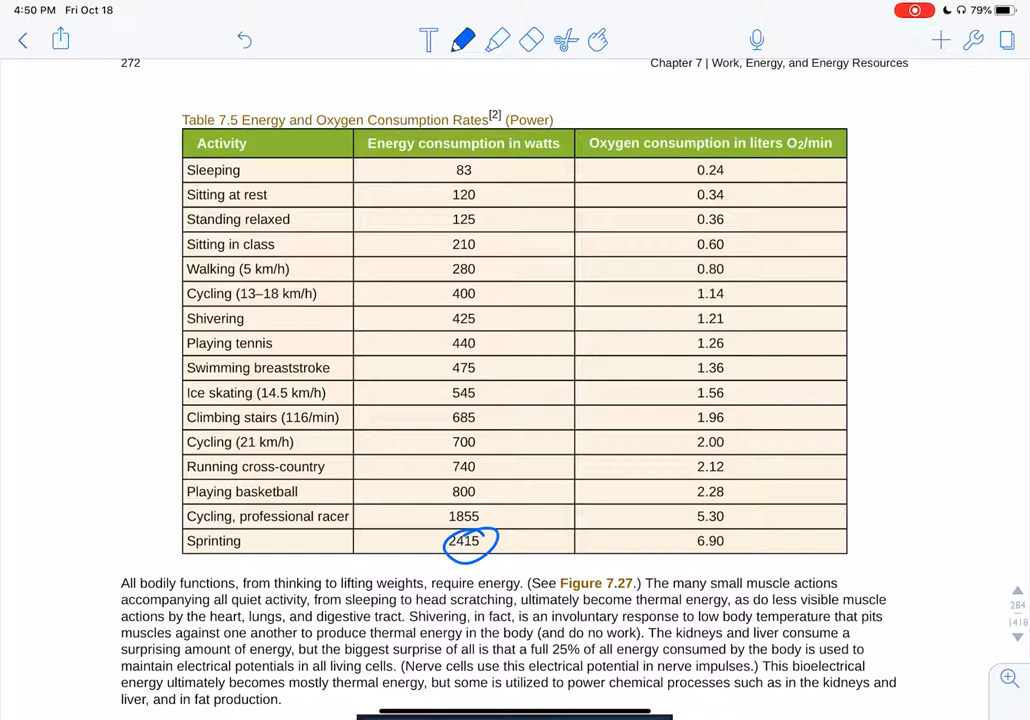 4:50 PM Fri Oct 18
79%
272
Chapter 7 | Work, Energy, and Energy Resources
Table 7.5 Energy and Oxygen Consumption Rates[2] (Power)
Activity Energy consumption in watts Oxygen consumption in liters O2/min
Sleeping 83 0.24
Sitting at rest 120 0.34
Standing relaxed 125 0.36
Sitting in class 210 0.60
Walking (5 km/h) 280 0.80
Cycling (13–18 km/h) 400 1.14
Shivering 425 1.21
Playing tennis 440 1.26
Swimming breaststroke 475 1.36
Ice skating (14.5 km/h) 545 1.56
Climbing stairs (116/min) 685 1.96
Cycling (21 km/h) 700 2.00
Running cross-country 740 2.12
Playing basketball 800 2.28
Cycling, professional racer 1855 5.30
Sprinting 2415 6.90
All bodily functions, from thinking to lifting weights, require energy. (See Figure 7.27.) The many small muscle actions
accompanying all quiet activity, from sleeping to head scratching, ultimately become thermal energy, as do less visible muscle
actions by the heart, lungs, and digestive tract. Shivering, in fact, is an involuntary response to low body temperature that pits
muscles against one another to produce thermal energy in the body (and do no work). The kidneys and liver consume a
surprising amount of energy, but the biggest surprise of all is that a full 25% of all energy consumed by the body is used to
maintain electrical potentials in all living cells. (Nerve cells use this electrical potential in nerve impulses.) This bioelectrical
energy ultimately becomes mostly thermal energy, but some is utilized to power chemical processes such as in the kidneys and
liver, and in fat production.
284
1418